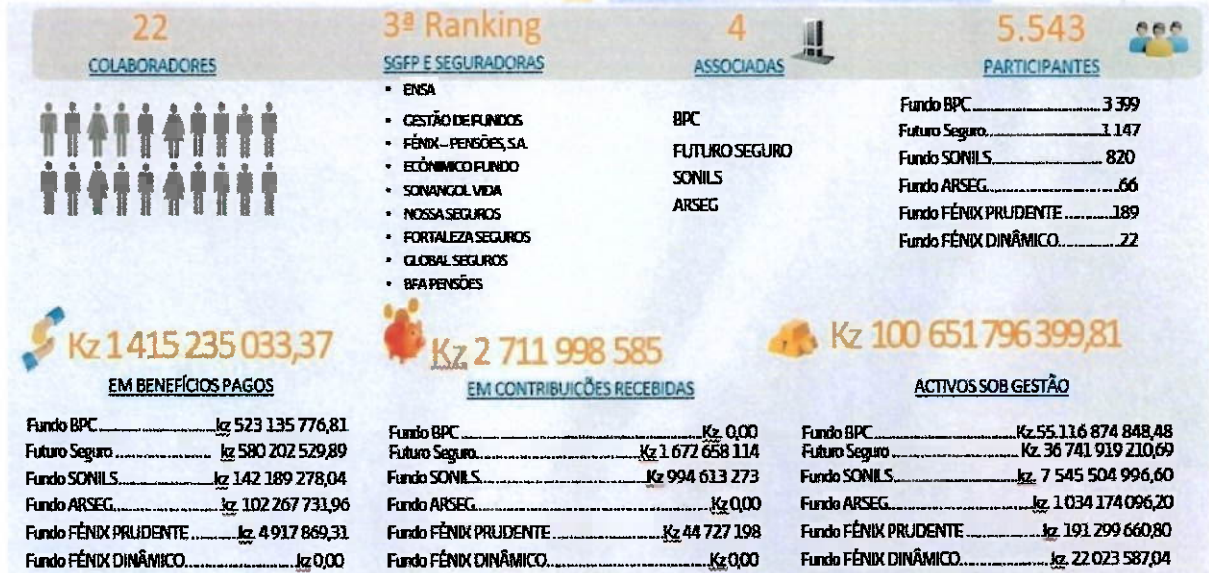 22
COLABORADORES
3ª Ranking
SGFP E SEGURADORAS
• ENSA
• GESTÃO DE FUNDOS
• FÉNIX – PENSÕES, S.A.
• ECÓNIMICO FUNDO
• SONANGOL VIDA
• NOSSA SEGUROS
• FORTALEZA SEGUROS
• GLOBAL SEGUROS
• BFA PENSÕES
4
ASSOCIADAS
BPC
FUTURO SEGURO
SONILS
ARSEG
5.543
PARTICIPANTES
Fundo BPC...............................3 399
Futuro Seguro...........................1 147
Fundo SONILS............................ 820
Fundo ARSEG.............................66
Fundo FÉNIX PRUDENTE ............189
Fundo FÉNIX DINÂMICO...............22
Kz 1 415 235 033,37
EM BENEFÍCIOS PAGOS
Fundo BPC ........................kz 523 135 776,81
Futuro Seguro ..................... kz 580 202 529,89
Fundo SONILS.....................kz 142 189 278,04
Fundo ARSEG.....................kz 102 267 731,96
Fundo FÉNIX PRUDENTE ...........kz 4 917 869,31
Fundo FÉNIX DINÂMICO............................kz 0,00
Kz 2 711 998 585
EM CONTRIBUICÕES RECEBIDAS
Fundo BPC ..................................................Kz 0,00
Futuro Seguro...................................Kz 1 672 658 114
Fundo SONILS...................................Kz 994 613 273
Fundo ARSEG..................................................Kz 0,00
Fundo FÉNIX PRUDENTE ......................Kz 44 727 198
Fundo FÉNIX DINÂMICO..................................Kz 0,00
Kz 100 651 796 399,81
ACTIVOS SOB GESTÃO
Fundo BPC..............................Kz.55.116 874 848,48
Futuro Seguro ...........................Kz. 36 741 919 210,69
Fundo SONILS..............................kz. 7 545 504 996,60
Fundo ARSEG...............................kz. 1 034 174 096,20
Fundo FÉNIX PRUDENTE ..............kz. 191 299 660,80
Fundo FÉNIX DINÂMICO...................kz. 22 023 587,04